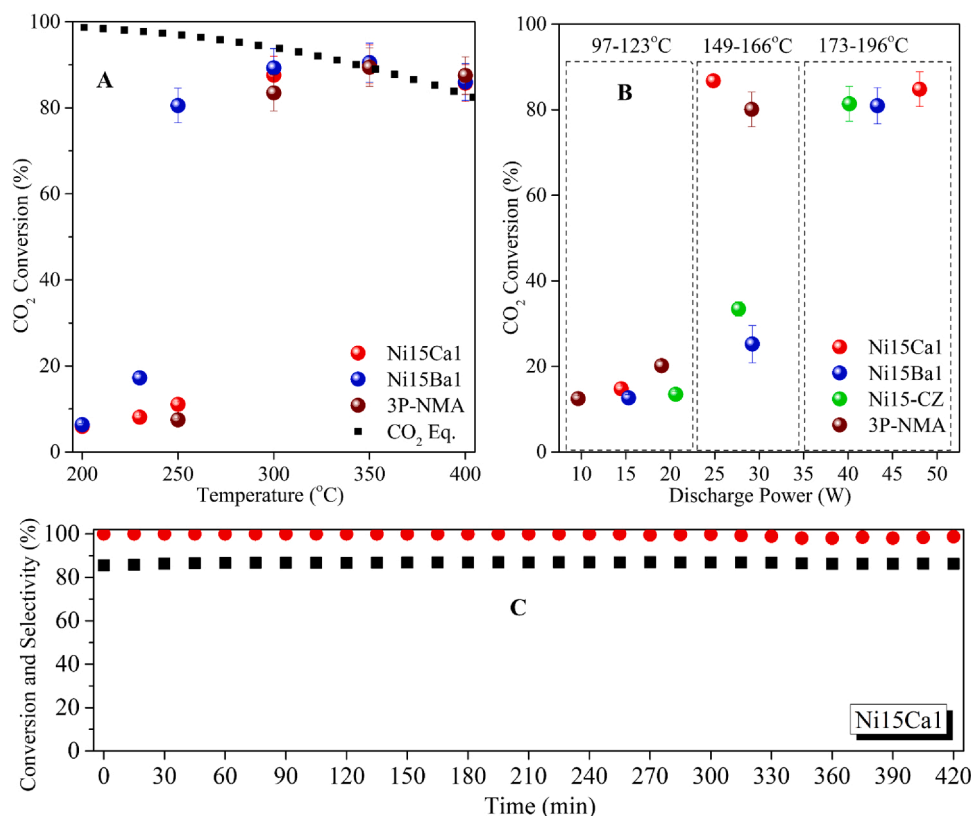 100
80
60
40
20
0
CO₂ Conversion (%)
A
Ni15Ca1
Ni15Ba1
3P-NMA
CO₂ Eq.
200 250 300 350 400
Temperature (°C)
100
80
60
40
20
0
CO₂ Conversion (%)
97-123°C 149-166°C 173-196°C
B
Ni15Ca1
Ni15Ba1
Ni15-CZ
3P-NMA
10 15 20 25 30 35 40 45 50
Discharge Power (W)
100
80
60
40
20
0
Conversion and Selectivity (%)
C
Ni15Ca1
0 30 60 90 120 150 180 210 240 270 300 330 360 390 420
Time (min)